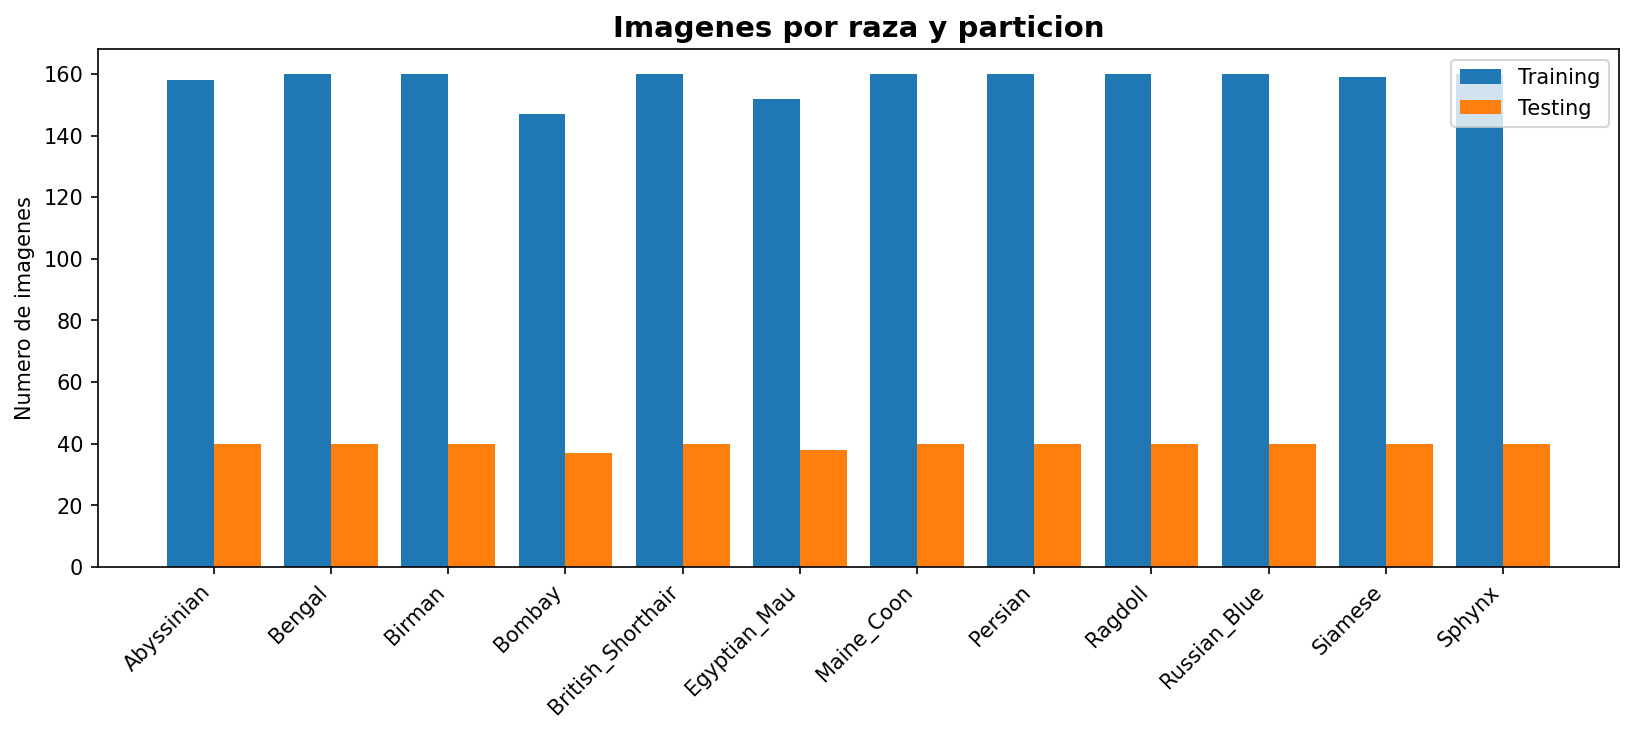 Imagenes por raza y particion
Numero de imagenes
160
140
120
100
80
60
40
20
0
Training
Testing
Abyssinian
Bengal
Birman
Bombay
British_Shorthair
Egyptian_Mau
Maine_Coon
Persian
Ragdoll
Russian_Blue
Siamese
Sphynx